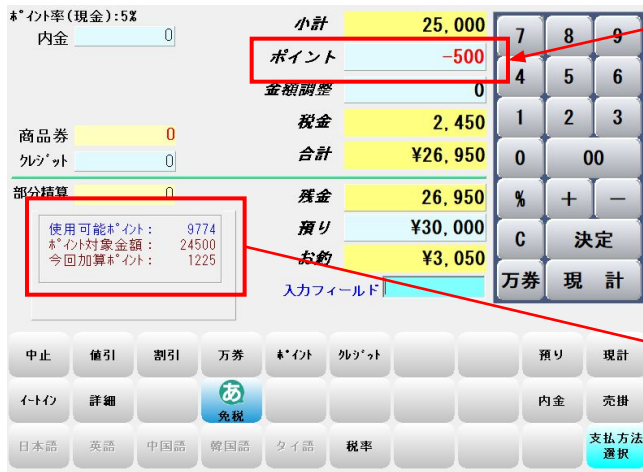 ﾎﾟｲﾝﾄ率(現金):5%
内金 0
商品券 0
ｸﾚｼﾞｯﾄ 0
部分精算 0
使用可能ﾎﾟｲﾝﾄ: 9774
ﾎﾟｲﾝﾄ対象金額: 24500
今回加算ﾎﾟｲﾝﾄ: 1225
小計 25,000
ポイント -500
金額調整 0
税金 2,450
合計 ¥26,950
残金 26,950
預り ¥30,000
お釣 ¥3,050
入力フィールド
7 8 9
4 5 6
1 2 3
0 00
% + −
C 決定
万券 現 計
中止 値引 割引 万券 ﾎﾟｲﾝﾄ ｸﾚｼﾞｯﾄ 預り 現計
ｲｰﾄｲﾝ 詳細 あ 免税 内金 売掛
日本語 英語 中国語 韓国語 タイ語 税率 支払方法
選択